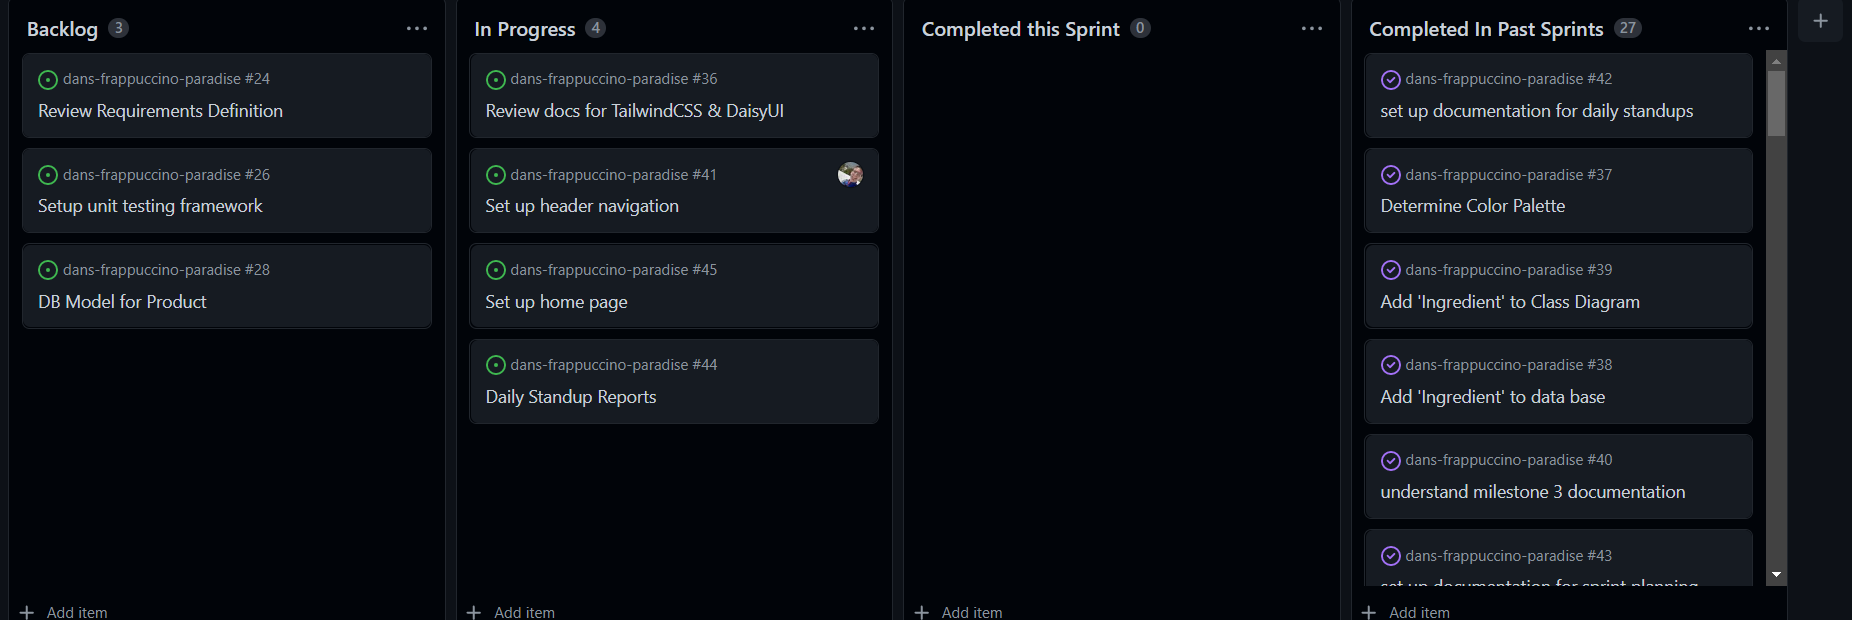 Backlog 3
dans-frappuccino-paradise #24
Review Requirements Definition
dans-frappuccino-paradise #26
Setup unit testing framework
dans-frappuccino-paradise #28
DB Model for Product
Add item
In Progress 4
dans-frappuccino-paradise #36
Review docs for TailwindCSS & DaisyUI
dans-frappuccino-paradise #41
Set up header navigation
dans-frappuccino-paradise #45
Set up home page
dans-frappuccino-paradise #44
Daily Standup Reports
Add item
Completed this Sprint 0
Add item
Completed In Past Sprints 27
dans-frappuccino-paradise #42
set up documentation for daily standups
dans-frappuccino-paradise #37
Determine Color Palette
dans-frappuccino-paradise #39
Add 'Ingredient' to Class Diagram
dans-frappuccino-paradise #38
Add 'Ingredient' to data base
dans-frappuccino-paradise #40
understand milestone 3 documentation
dans-frappuccino-paradise #43
set up documentation for sprint planning
Add item